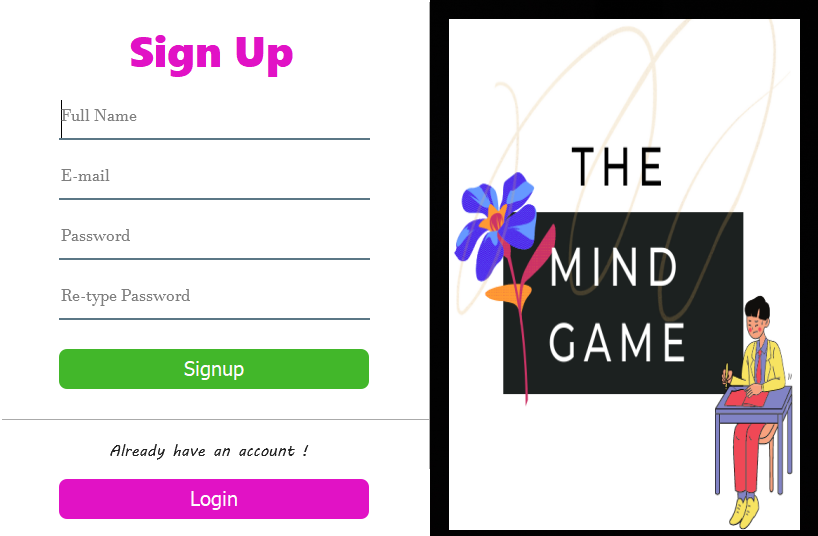 Sign Up
Full Name
E-mail
Password
Re-type Password
Signup
Already have an account !
Login
THE
MIND
GAME